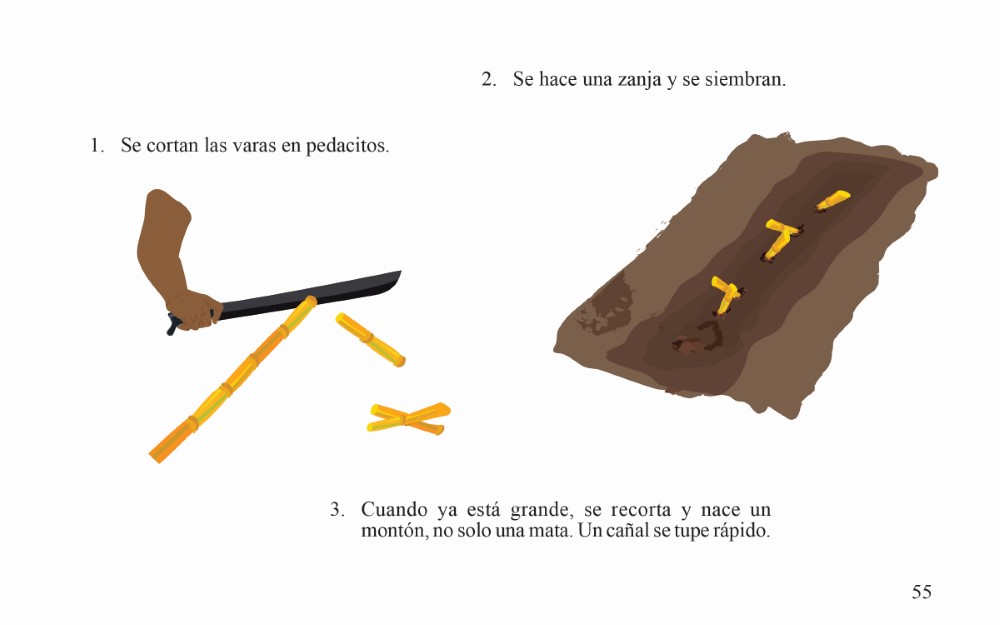 1. Se cortan las varas en pedacitos.
2. Se hace una zanja y se siembran.
3. Cuando ya está grande, se recorta y nace un
montón, no solo una mata. Un cañal se tupe rápido.
55